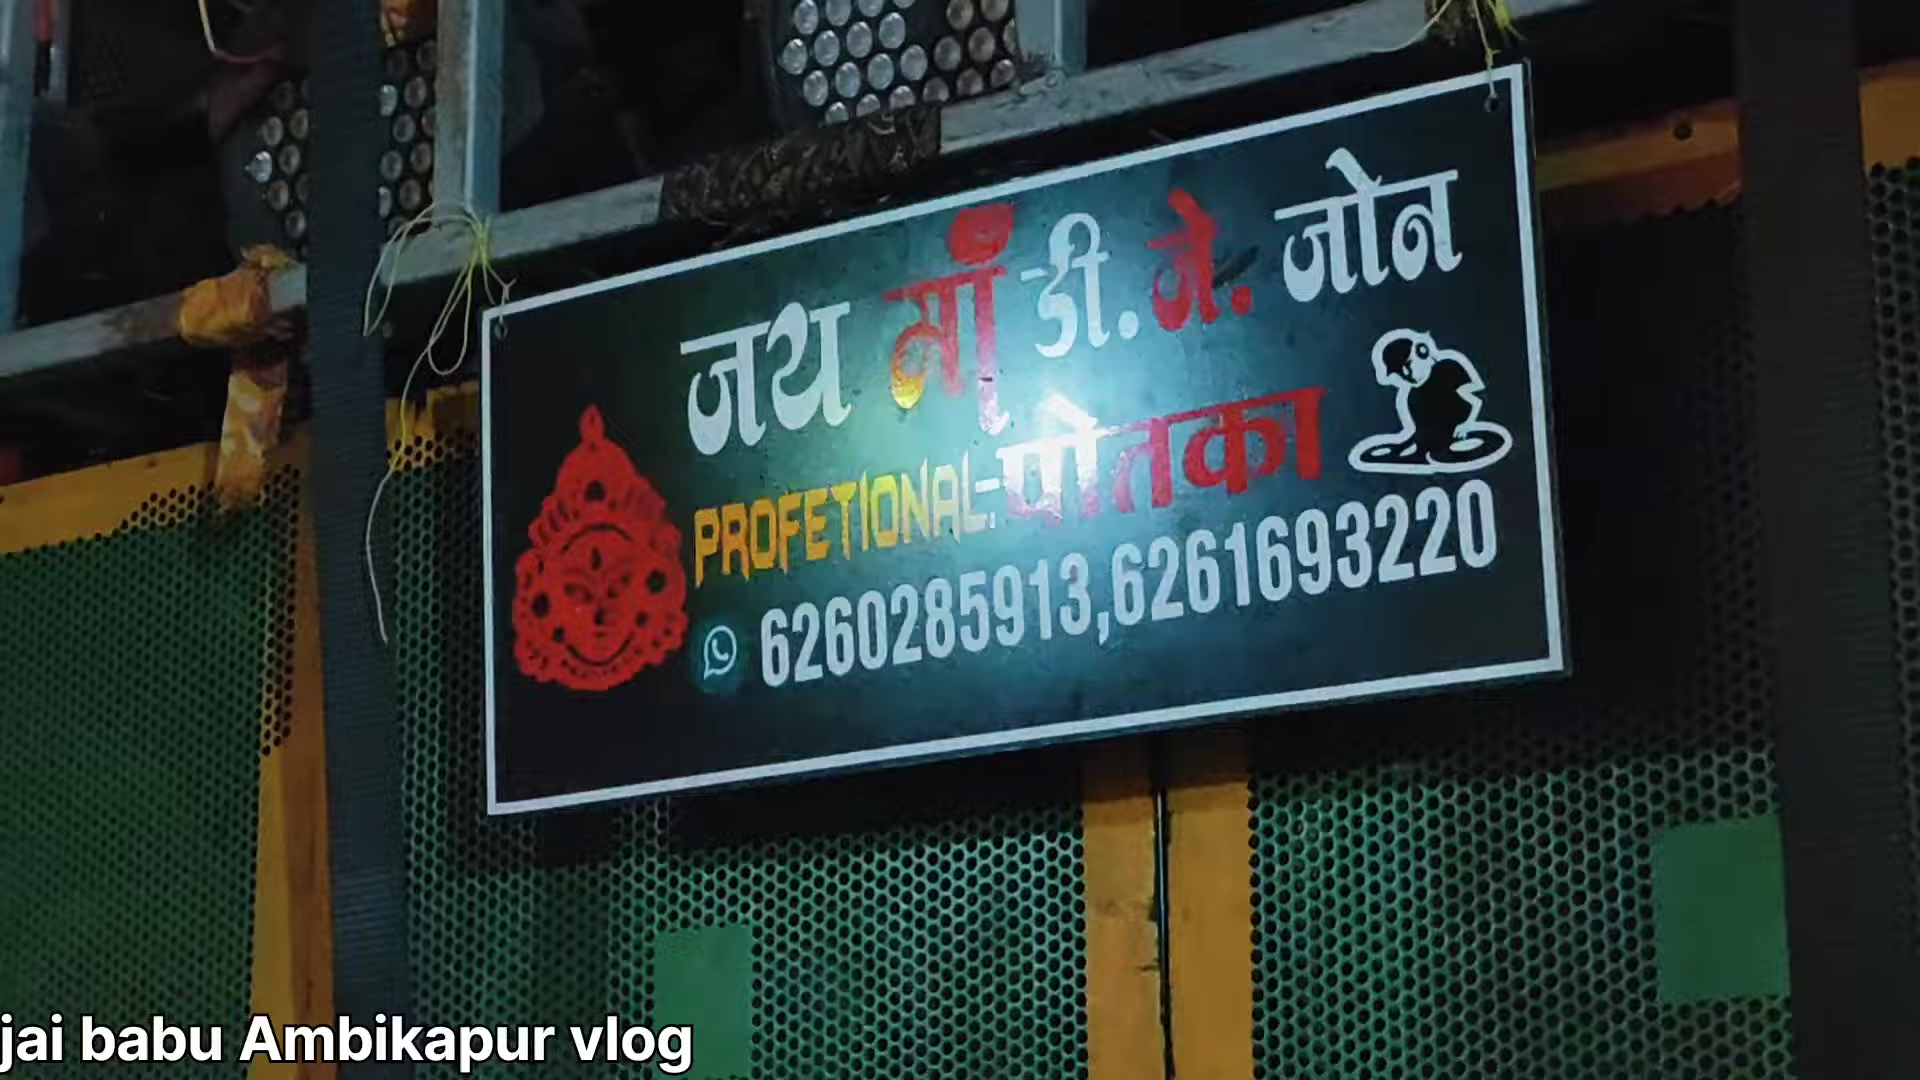 जय माँ डी. जे. जोन
PROFETIONAL:-पोतका
6260285913,6261693220
jai babu Ambikapur vlog